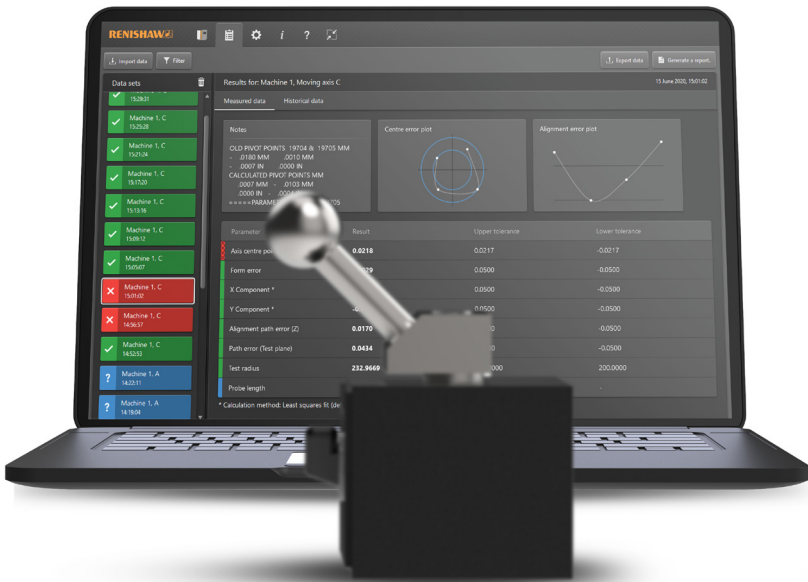 RENISHAW
i ?
Import data Filter Export data Generate a report.
Data sets Results for: Machine 1, Moving axis C 15 June 2020, 15:01:02
Measured data Historical data
Machine 1, C
15:29:31
Machine 1, C
15:25:28
Machine 1, C
15:21:24
Machine 1, C
15:17:20
Machine 1, C
15:13:16
Machine 1, C
15:09:12
Machine 1, C
15:05:07
Machine 1, C
15:01:02
Machine 1, C
14:56:57
Machine 1, C
14:52:53
? Machine 1, A
14:22:11
? Machine 1, A
14:18:04
Notes
OLD PIVOT POINTS 19704 & 19705 MM
- .0180 MM .0010 MM
- .0007 IN .0000 IN
CALCULATED PIVOT POINTS MM
.0007 MM - .0103 MM
.0000 IN -
=====PARAME
Centre error plot
Alignment error plot
Parameter Result Upper tolerance Lower tolerance
Axis centre 0.0218 0.0217 -0.0217
Form error 0.0500 -0.0500
X Component * 0.0500 -0.0500
Y Component * -0.0500
Alignment path error (Z) 0.0170 -0.0500
Path error (Test plane) 0.0434 -0.0500
Test radius 232.9669 200.0000
Probe length -
* Calculation method: Least squares fit